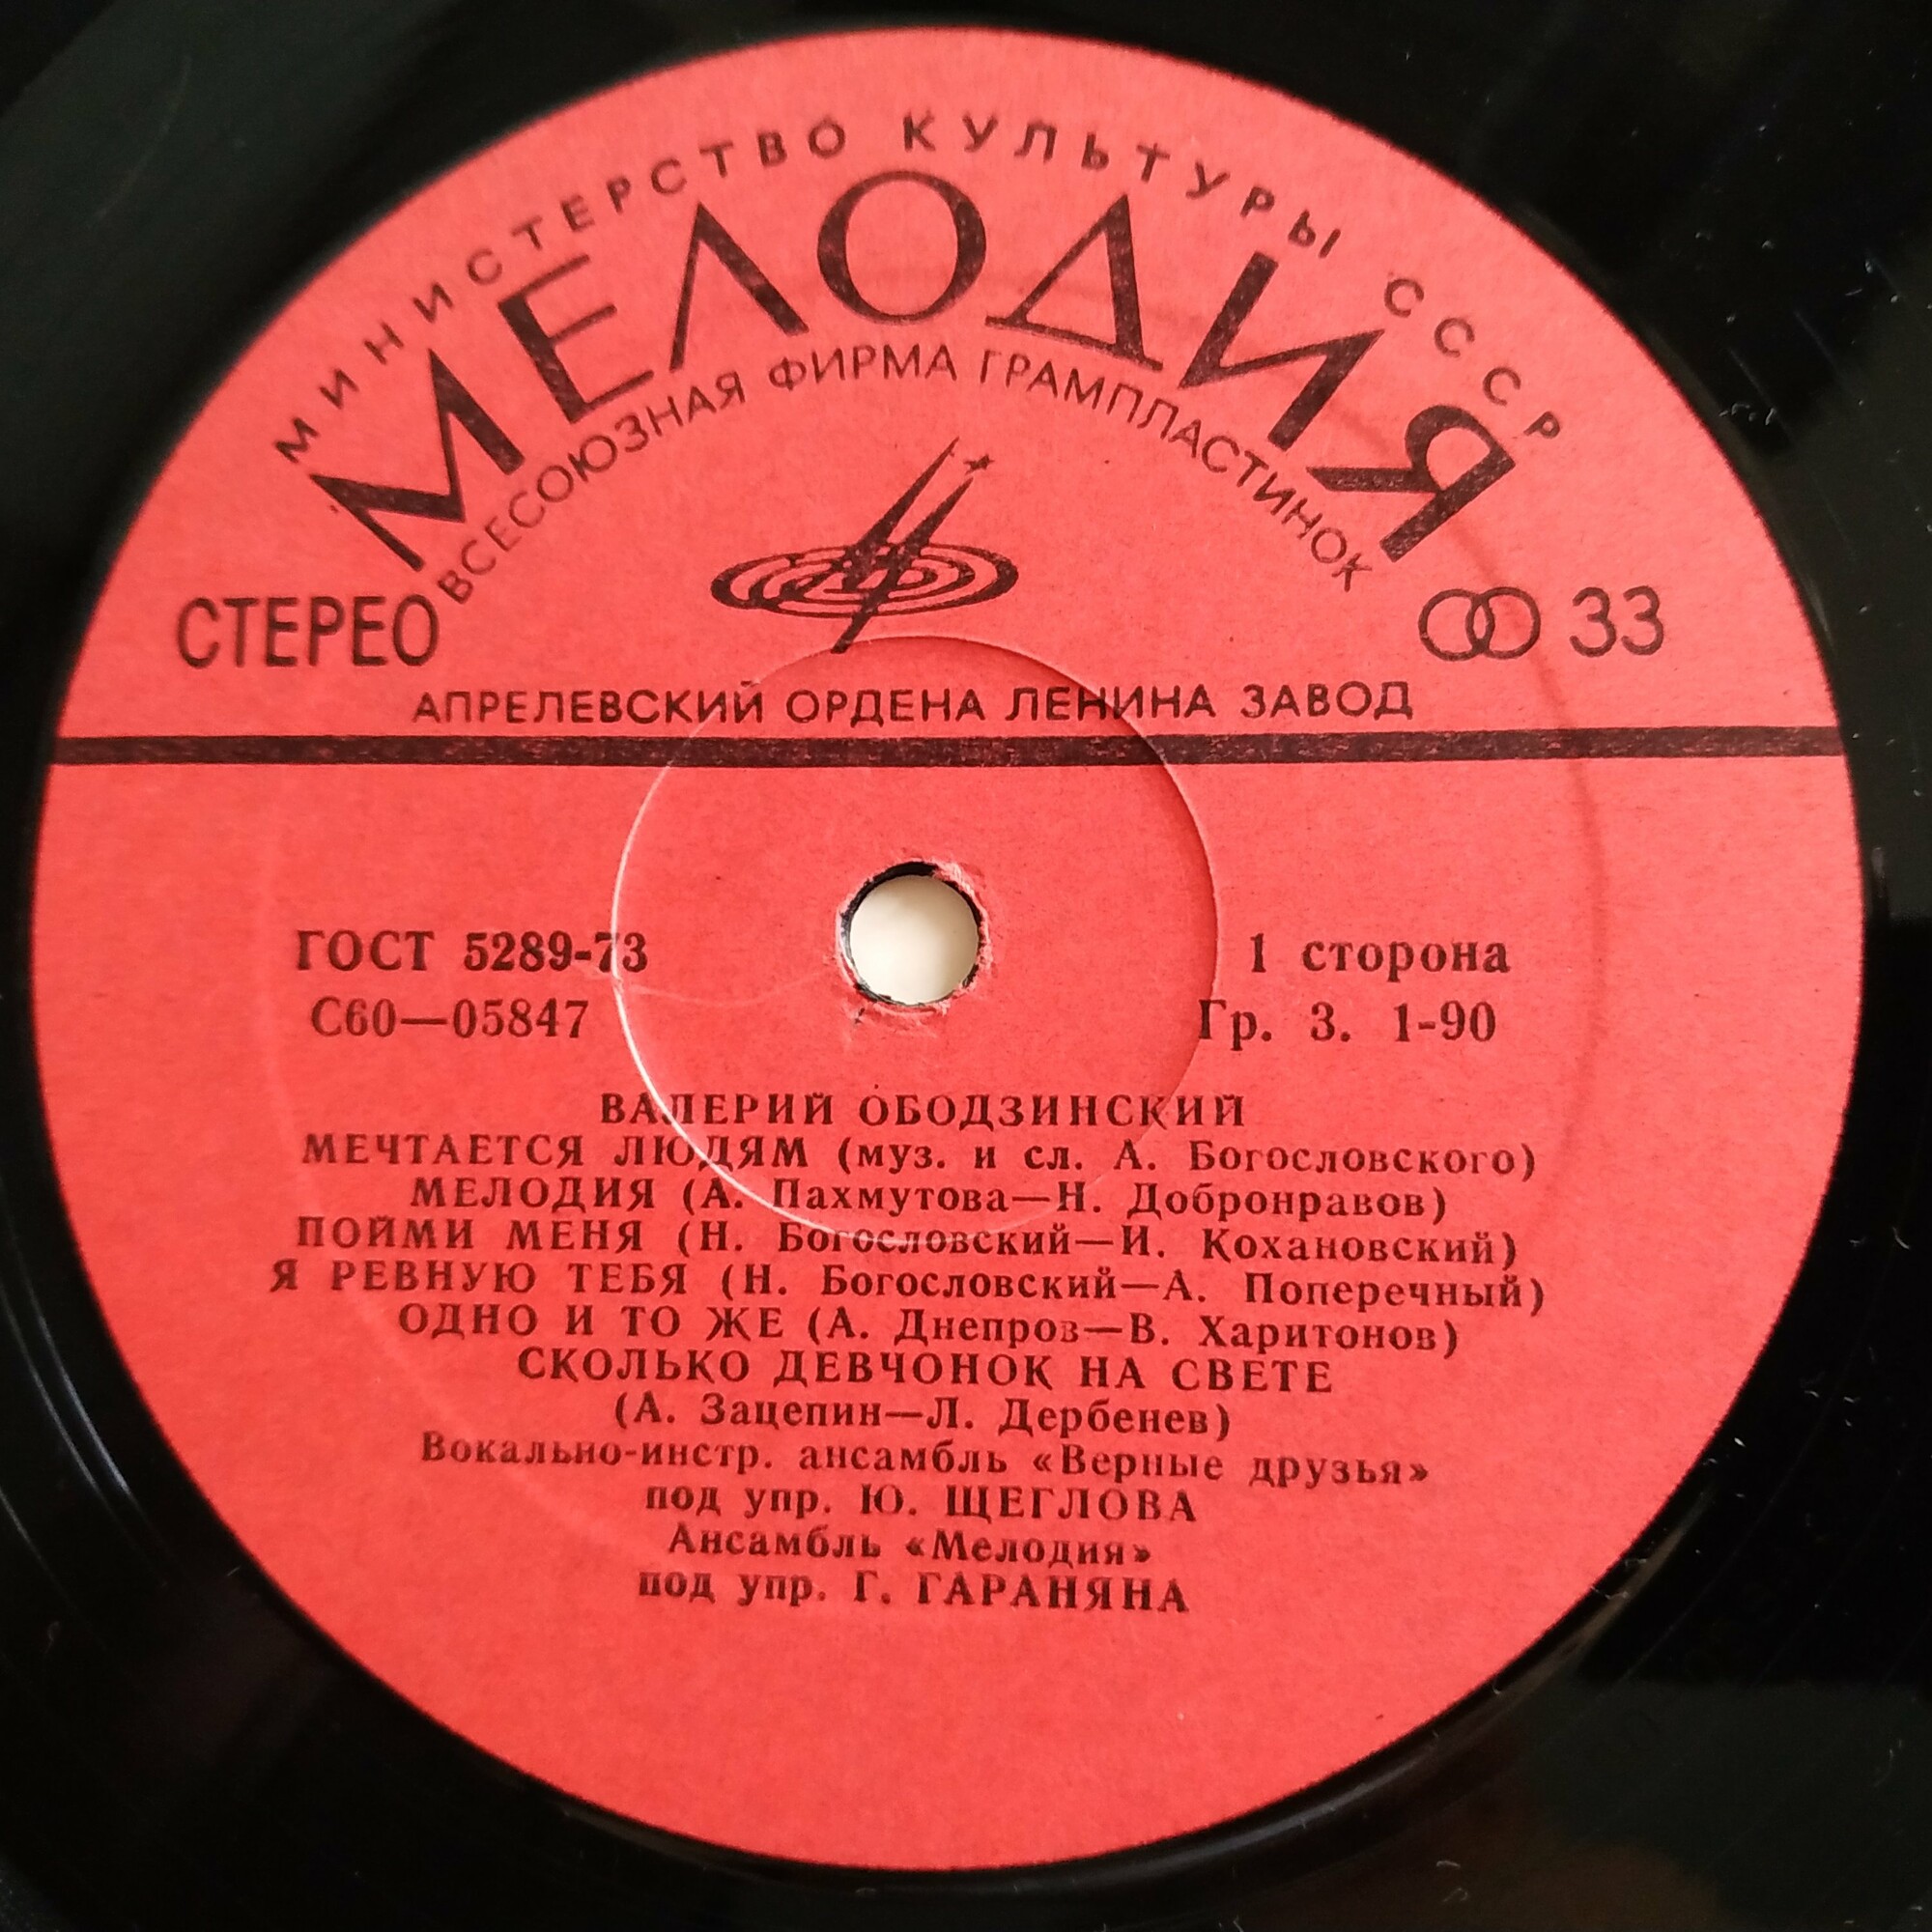 МИНИСТЕРСТВО КУЛЬТУРЫ СССР
МЕЛОДИЯ
ВСЕСОЮЗНАЯ ФИРМА ГРАМПЛАСТИНОК
СТЕРЕО
33
АПРЕЛЕВСКИЙ ОРДЕНА ЛЕНИНА ЗАВОД
ГОСТ 5289-73
1 сторона
С60—05847
Гр. 3. 1-90
ВАЛЕРИЙ ОБОДЗИНСКИЙ
МЕЧТАЕТСЯ ЛЮДЯМ (муз. и сл. А. Богословского)
МЕЛОДИЯ (А. Пахмутова—Н. Добронравов)
ПОЙМИ МЕНЯ (Н. Богословский—И. Кохановский)
Я РЕВНУЮ ТЕБЯ (Н. Богословский—А. Поперечный)
ОДНО И ТО ЖЕ (А. Днепров—В. Харитонов)
СКОЛЬКО ДЕВЧОНОК НА СВЕТЕ
(А. Зацепин—Л. Дербенев)
Вокально-инстр. ансамбль «Верные друзья»
под упр. Ю. ЩЕГЛОВА
Ансамбль «Мелодия»
под упр. Г. ГАРАНЯНА